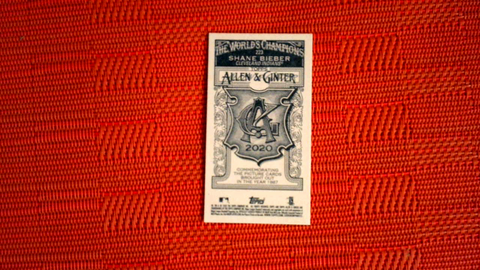 THE WORLD'S CHAMPIONS
223
SHANE BIEBER
CLEVELAND INDIANS®
ALLEN & GINTER
2020
COMMEMORATING
THE PICTURE CARDS
BROUGHT OUT
IN THE YEAR 1887
Topps